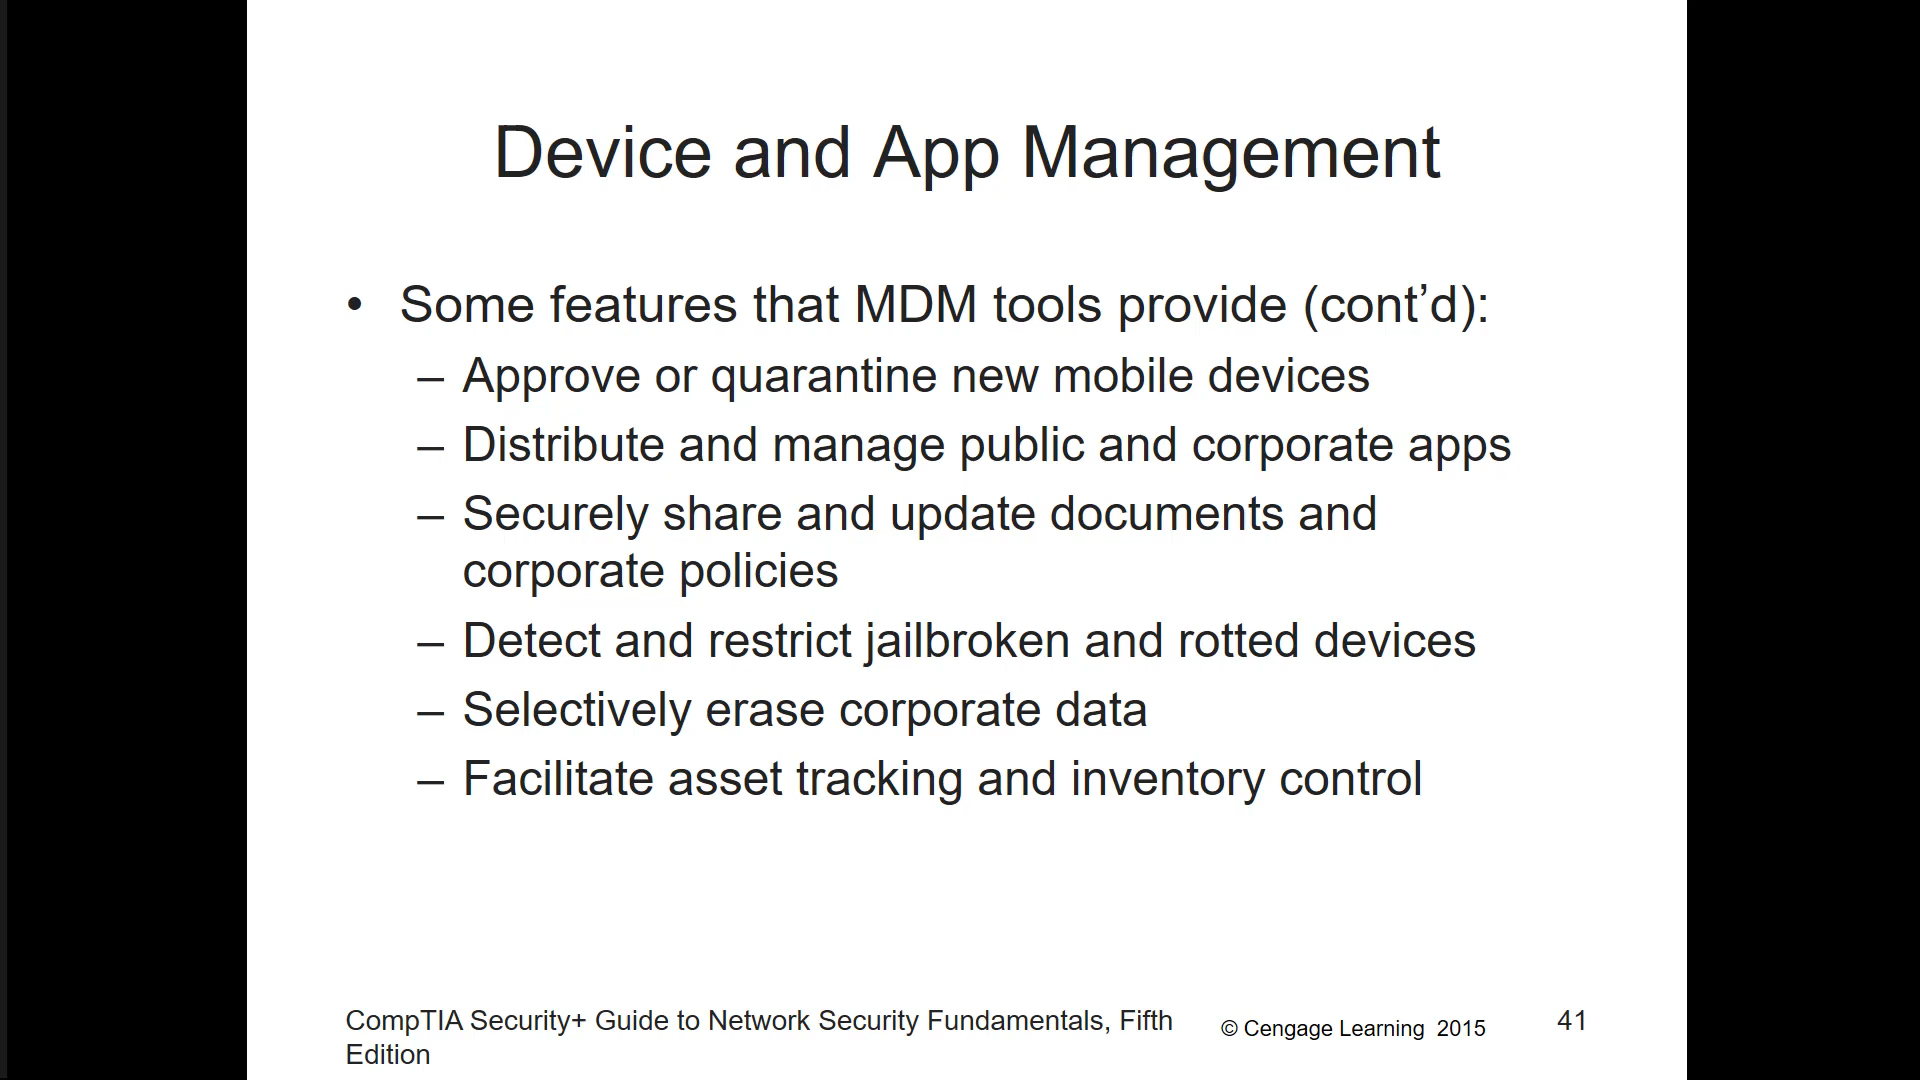 Device and App Management
• Some features that MDM tools provide (cont’d):
– Approve or quarantine new mobile devices
– Distribute and manage public and corporate apps
– Securely share and update documents and
corporate policies
– Detect and restrict jailbroken and rotted devices
– Selectively erase corporate data
– Facilitate asset tracking and inventory control
CompTIA Security+ Guide to Network Security Fundamentals, Fifth
Edition
© Cengage Learning 2015
41